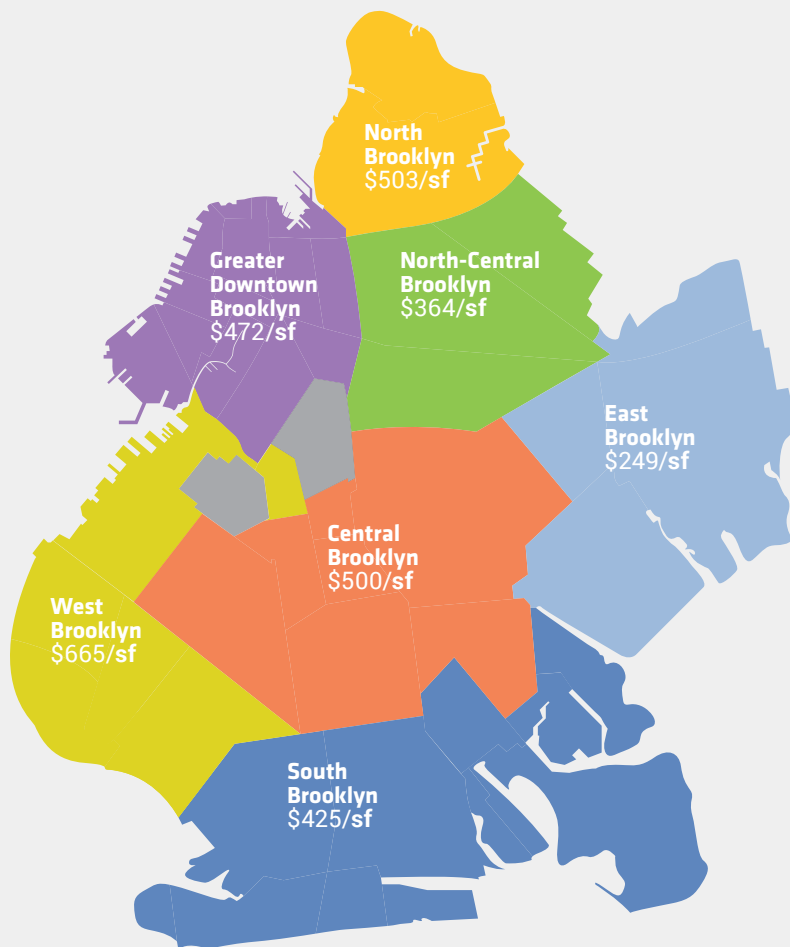 North
Brooklyn
$503/sf
Greater
Downtown
Brooklyn
$472/sf
North-Central
Brooklyn
$364/sf
East
Brooklyn
$249/sf
Central
Brooklyn
$500/sf
West
Brooklyn
$665/sf
South
Brooklyn
$425/sf